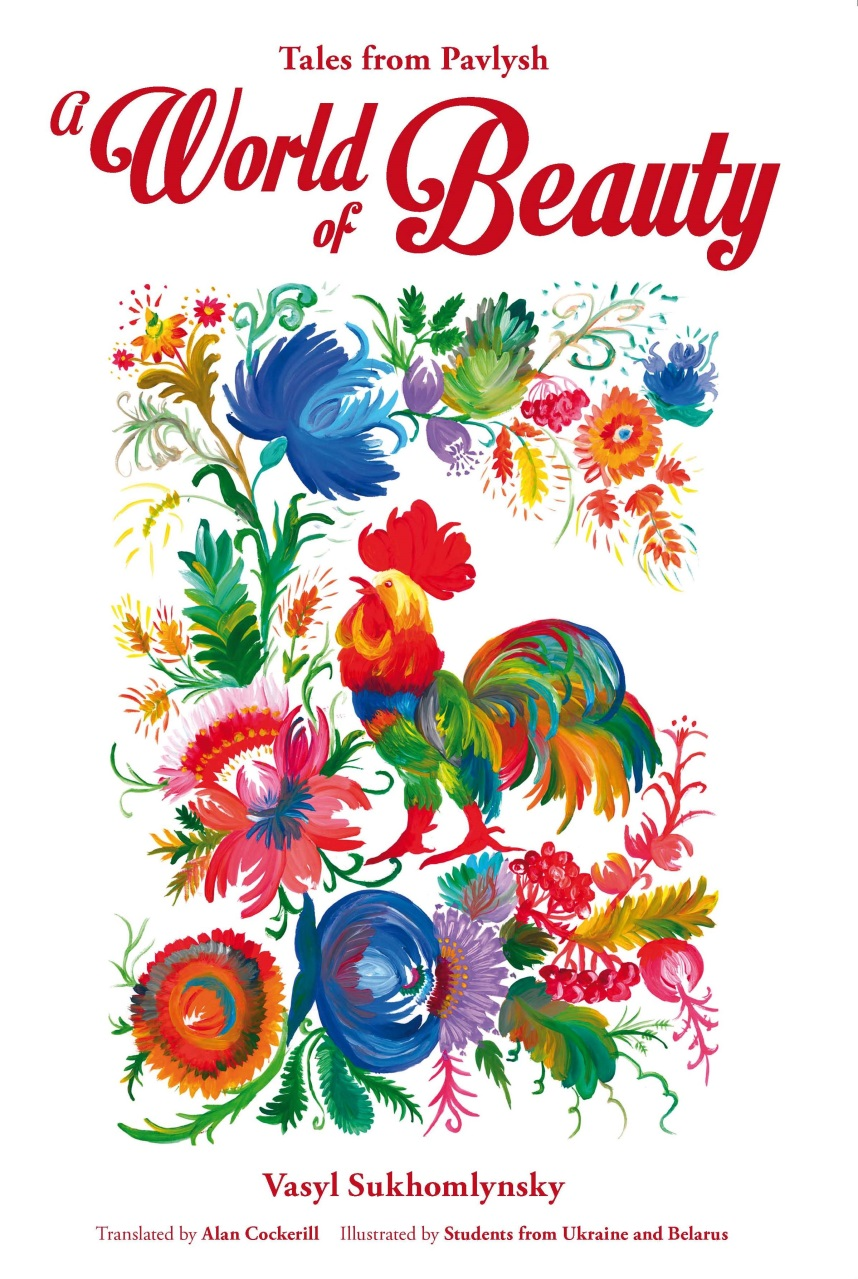 Tales from Pavlysh
a World
of Beauty
Vasyl Sukhomlynsky
Translated by Alan Cockerill Illustrated by Students from Ukraine and Belarus